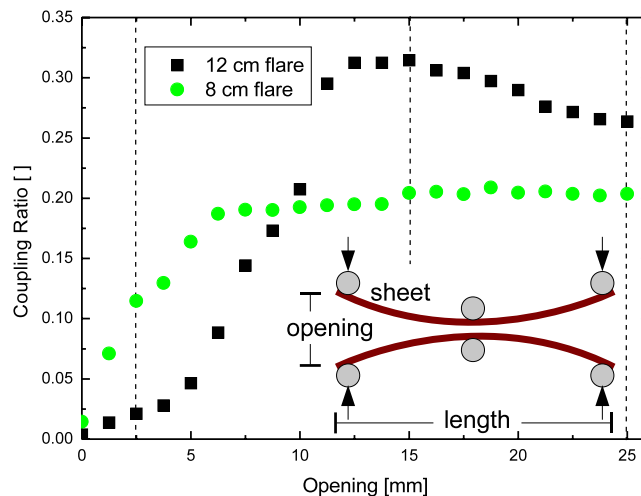 0.35
0.30
0.25
0.20
0.15
0.10
0.05
0.00
Coupling Ratio [ ]
12 cm flare
8 cm flare
sheet
opening
length
0 5 10 15 20 25
Opening [mm]